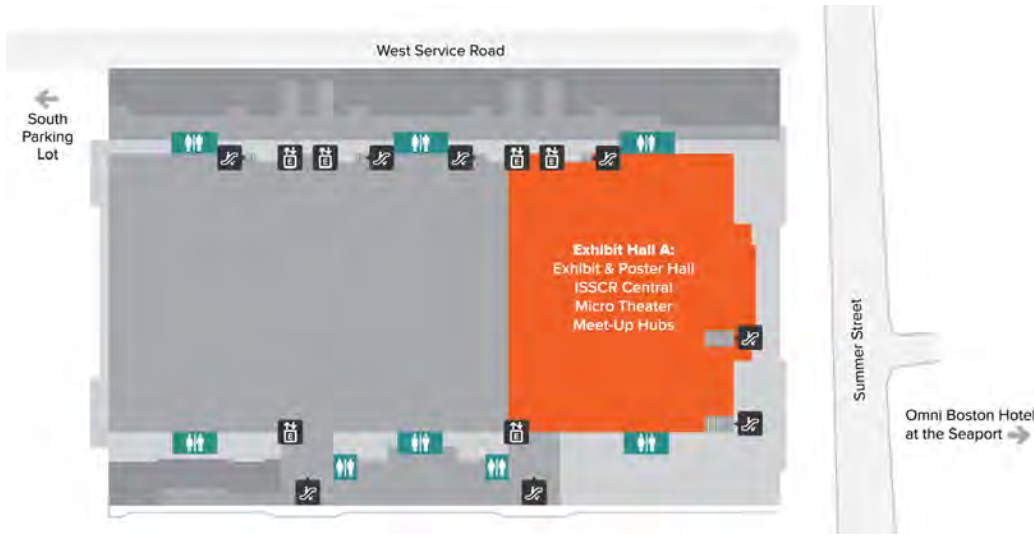 West Service Road
South
Parking
Lot
E
E
E
E
Exhibit Hall A:
Exhibit & Poster Hall
ISSCR Central
Micro Theater
Meet-Up Hubs
Summer Street
Omni Boston Hotel
at the Seaport
E
E